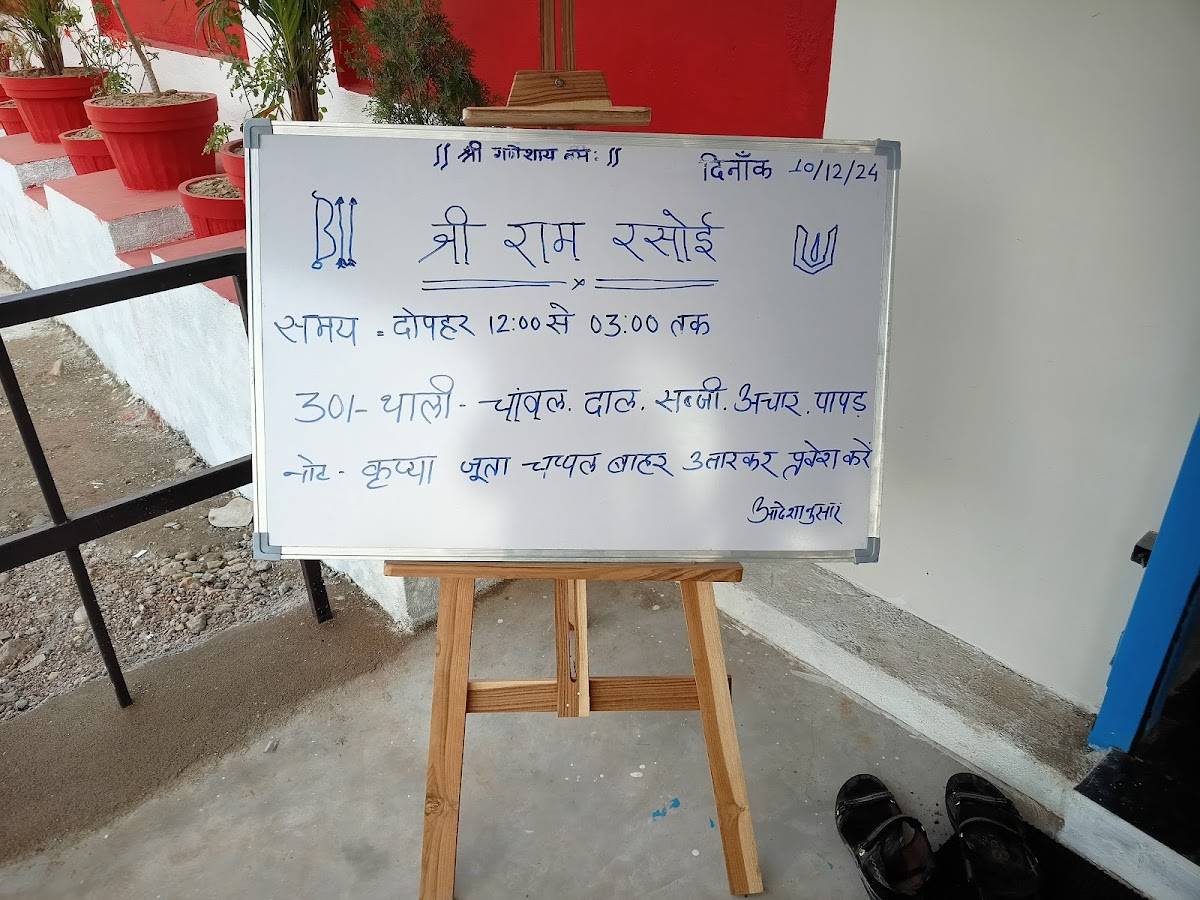 || श्री गणेशाय नमः ||
दिनाँक 10/12/24
श्री राम रसोई
समय = दोपहर 12:00 से 03:00 तक
30/- थाली - चांवल. दाल. सब्जी. अचार. पापड़
नोट - कृप्या जूता चप्पल बाहर उतारकर प्रवेश करें
आदेशानुसार